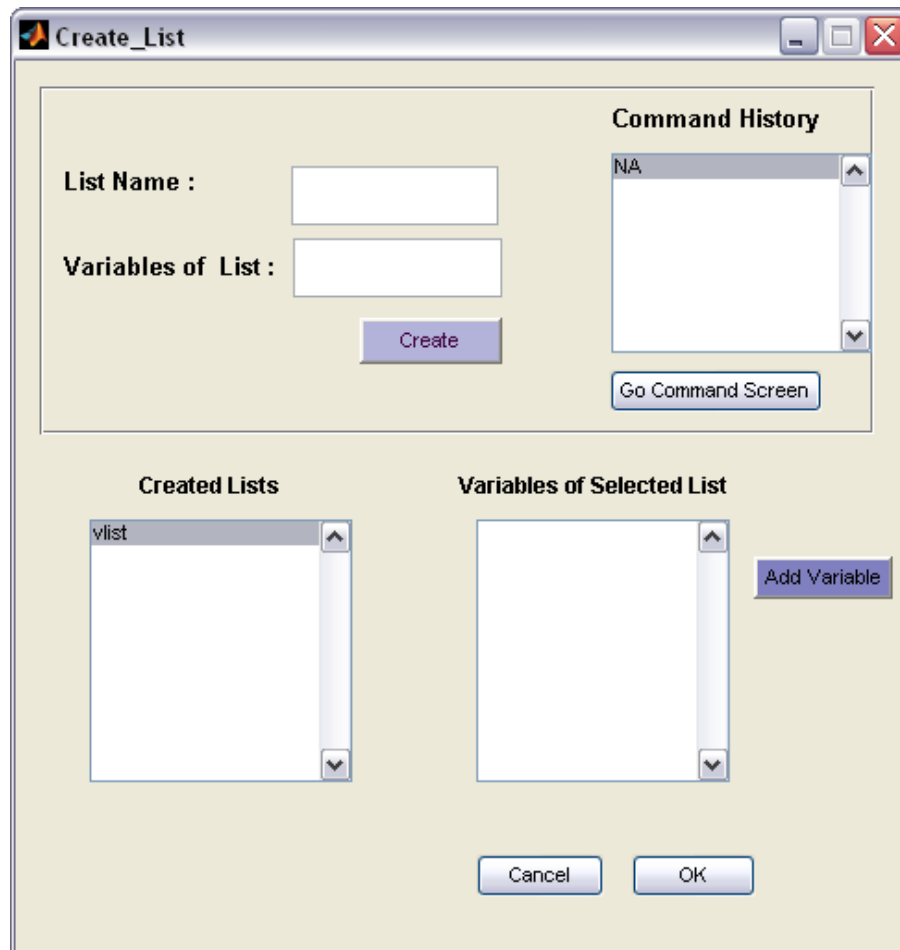 Create_List
Command History
NA
List Name :
Variables of List :
Create
Go Command Screen
Created Lists
Variables of Selected List
vlist
Add Variable
Cancel
OK